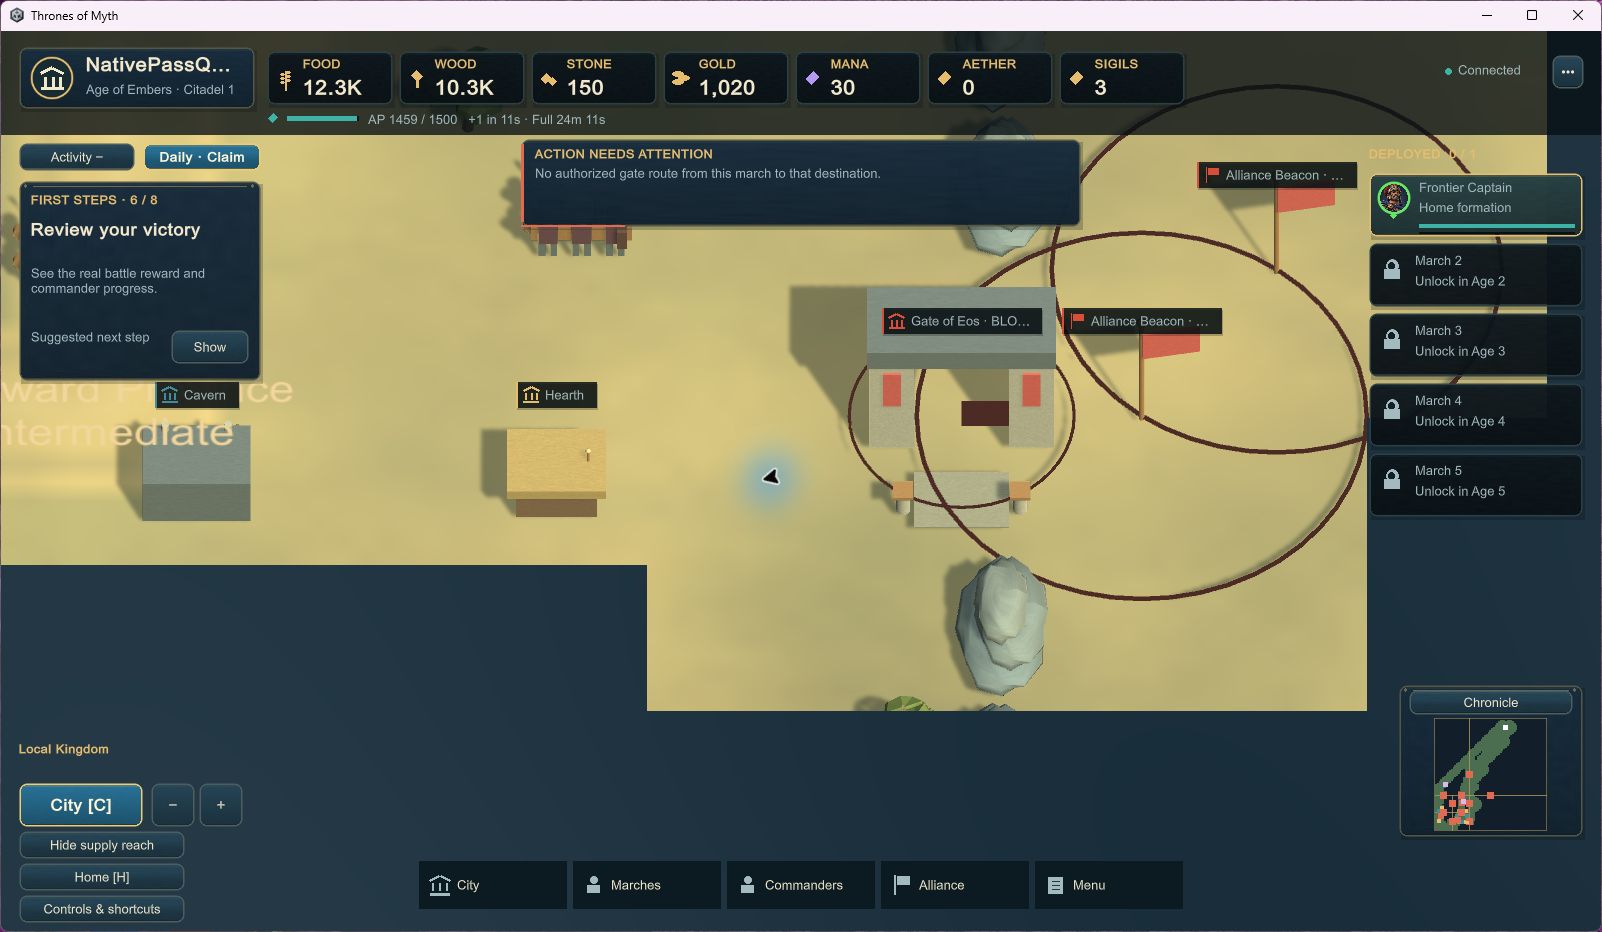 Thrones of Myth
NativePassQ...
Age of Embers · Citadel 1
FOOD
12.3K
WOOD
10.3K
STONE
150
GOLD
1,020
MANA
30
AETHER
0
SIGILS
3
Connected
AP 1459 / 1500 +1 in 11s · Full 24m 11s
Activity –
Daily · Claim
ACTION NEEDS ATTENTION
No authorized gate route from this march to that destination.
FIRST STEPS · 6 / 8
Review your victory
See the real battle reward and
commander progress.
Suggested next step
Show
Alliance Beacon · ...
DEPLOYED 0 / 1
Frontier Captain
Home formation
March 2
Unlock in Age 2
March 3
Unlock in Age 3
March 4
Unlock in Age 4
March 5
Unlock in Age 5
Gate of Eos · BLO...
Alliance Beacon · ...
Cavern
Hearth
ntermediate
Chronicle
Local Kingdom
City [C]
–
+
Hide supply reach
Home [H]
Controls & shortcuts
City
Marches
Commanders
Alliance
Menu